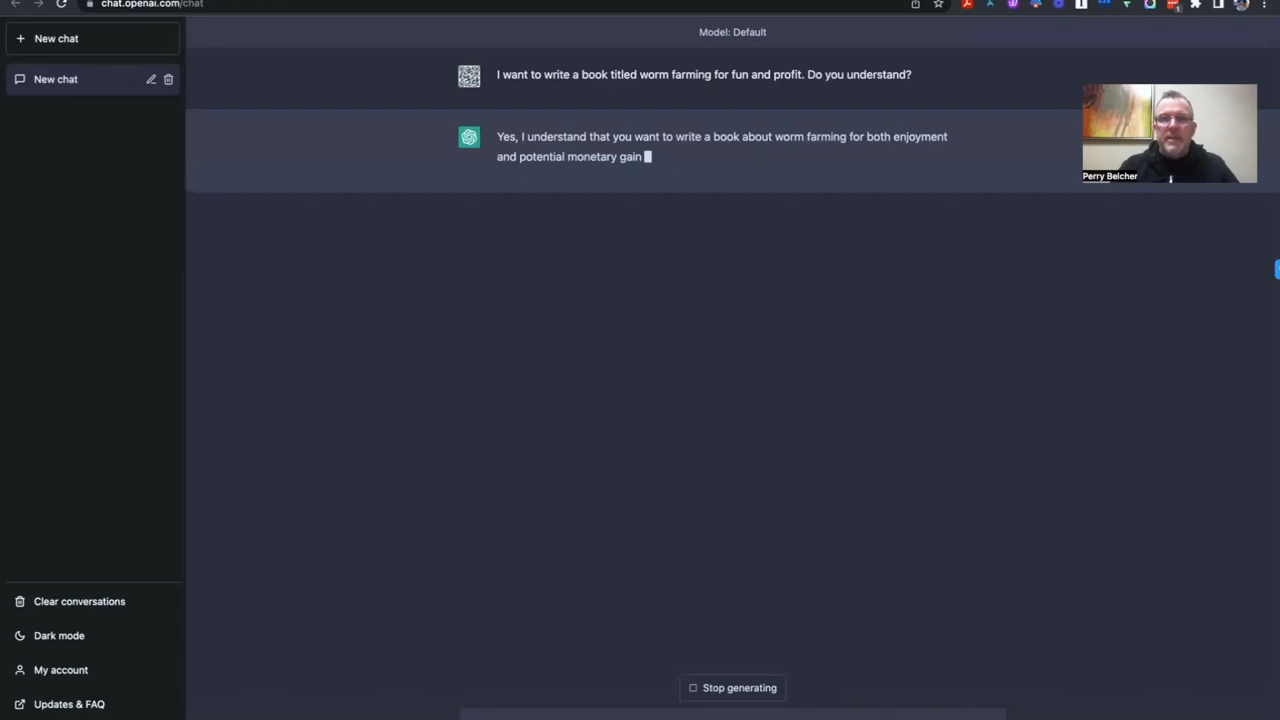 chat.openai.com/chat
New chat
Model: Default
New chat
I want to write a book titled worm farming for fun and profit. Do you understand?
Yes, I understand that you want to write a book about worm farming for both enjoyment
and potential monetary gain
Perry Belcher
Clear conversations
Dark mode
My account
Updates & FAQ
Stop generating